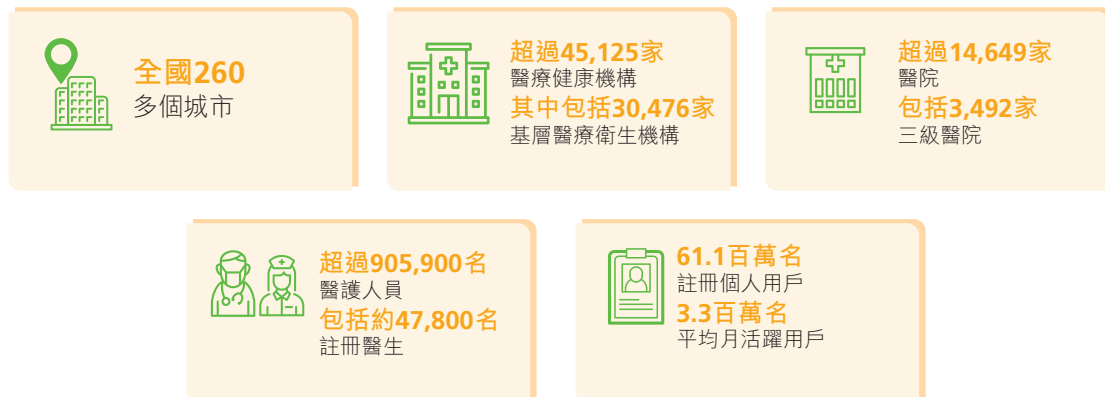 全國260
多個城市
超過45,125家
醫療健康機構
其中包括30,476家
基層醫療衛生機構
超過14,649家
醫院
包括3,492家
三級醫院
超過905,900名
醫護人員
包括約47,800名
註冊醫生
61.1百萬名
註冊個人用戶
3.3百萬名
平均月活躍用戶